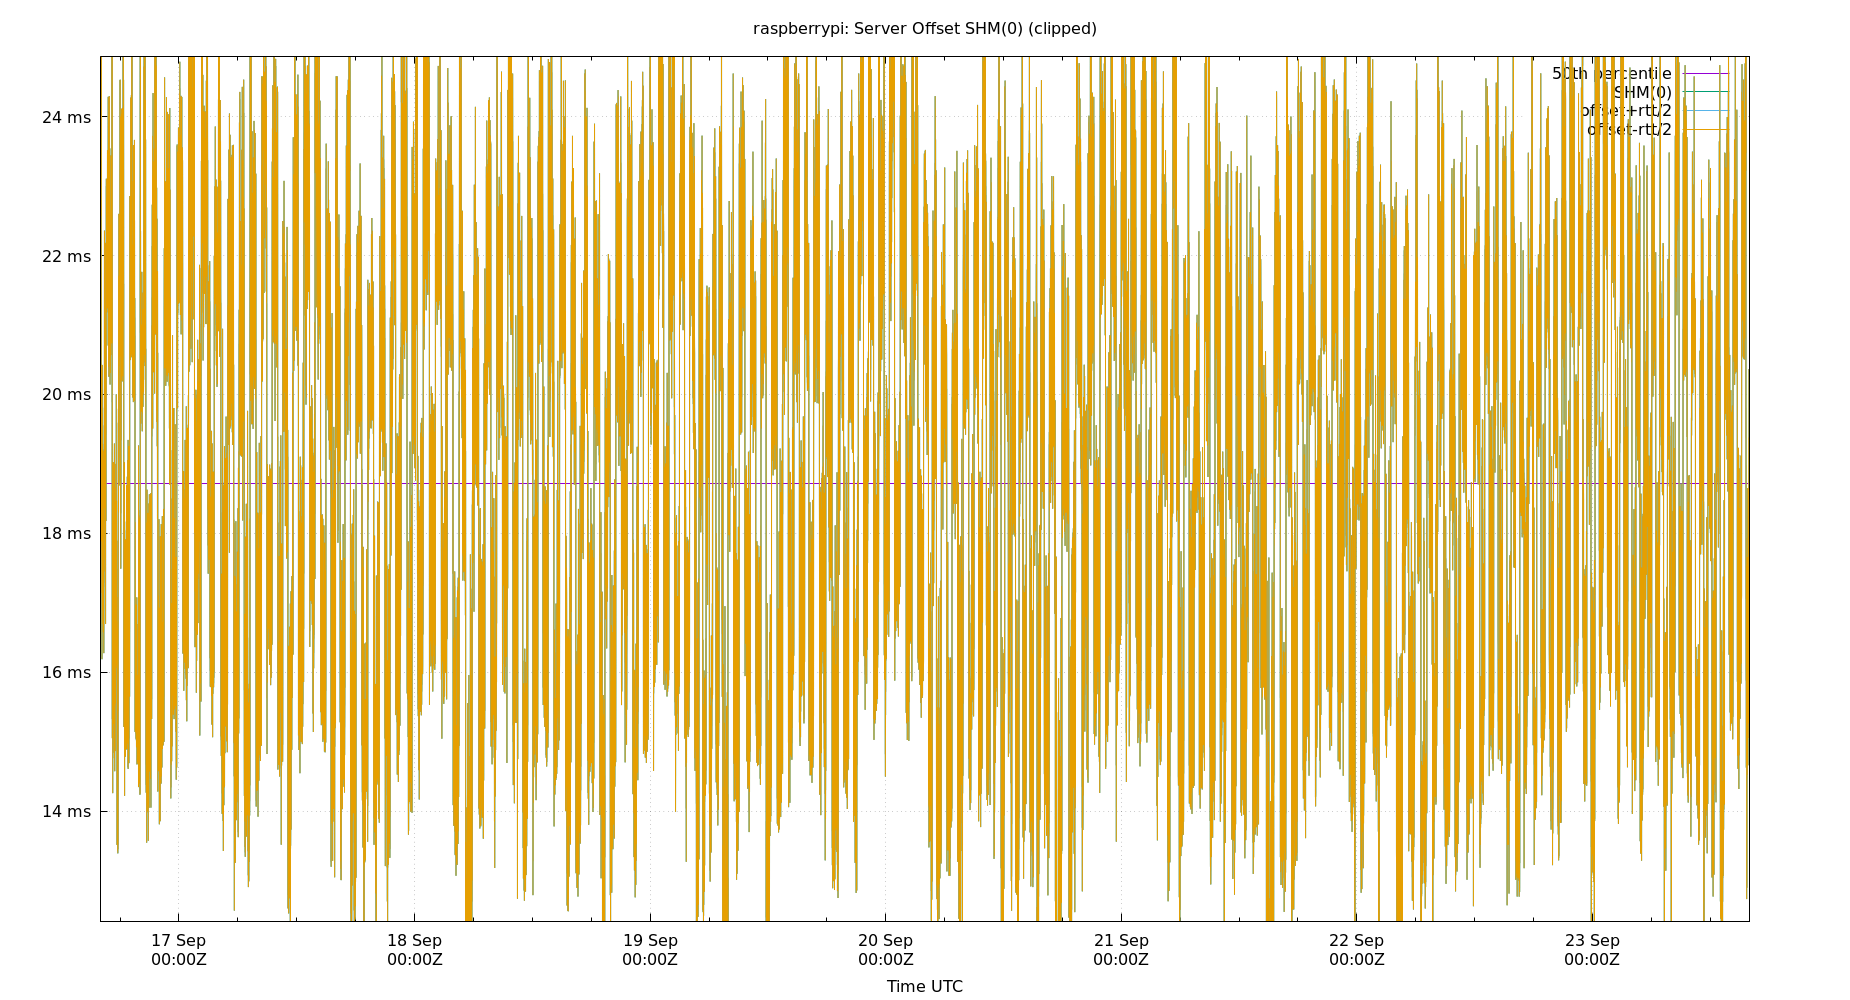 raspberrypi: Server Offset SHM(0) (clipped)
50th percentile
SHM(0)
offset+rtt/2
offset-rtt/2
24 ms
22 ms
20 ms
18 ms
16 ms
14 ms
17 Sep 18 Sep 19 Sep 20 Sep 21 Sep 22 Sep 23 Sep
00:00Z 00:00Z 00:00Z 00:00Z 00:00Z 00:00Z 00:00Z
Time UTC